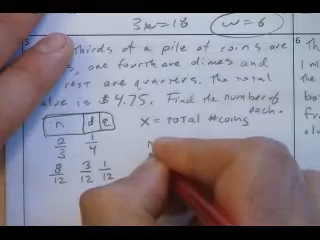 3w = 18 w = 6
5 thirds of a pile of coins are
, one fourth are dimes and
rest are quarters. The total
value is $4.75. Find the number of
each.
n d q x = total # coins
2/3 1/4
8/12 3/12 1/12
6